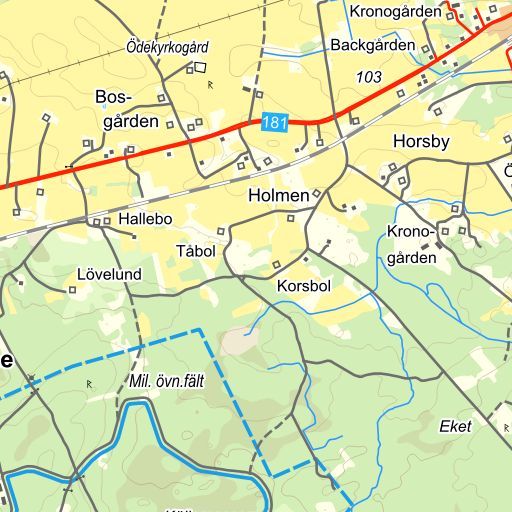 Kronogården
Ödekyrkogård
Backgården
103
Bos-
gården
181
Horsby
Holmen
Hallebo
Krono-
gården
Tåbol
Lövelund
Korsbol
Mil. övn.fält
Eket